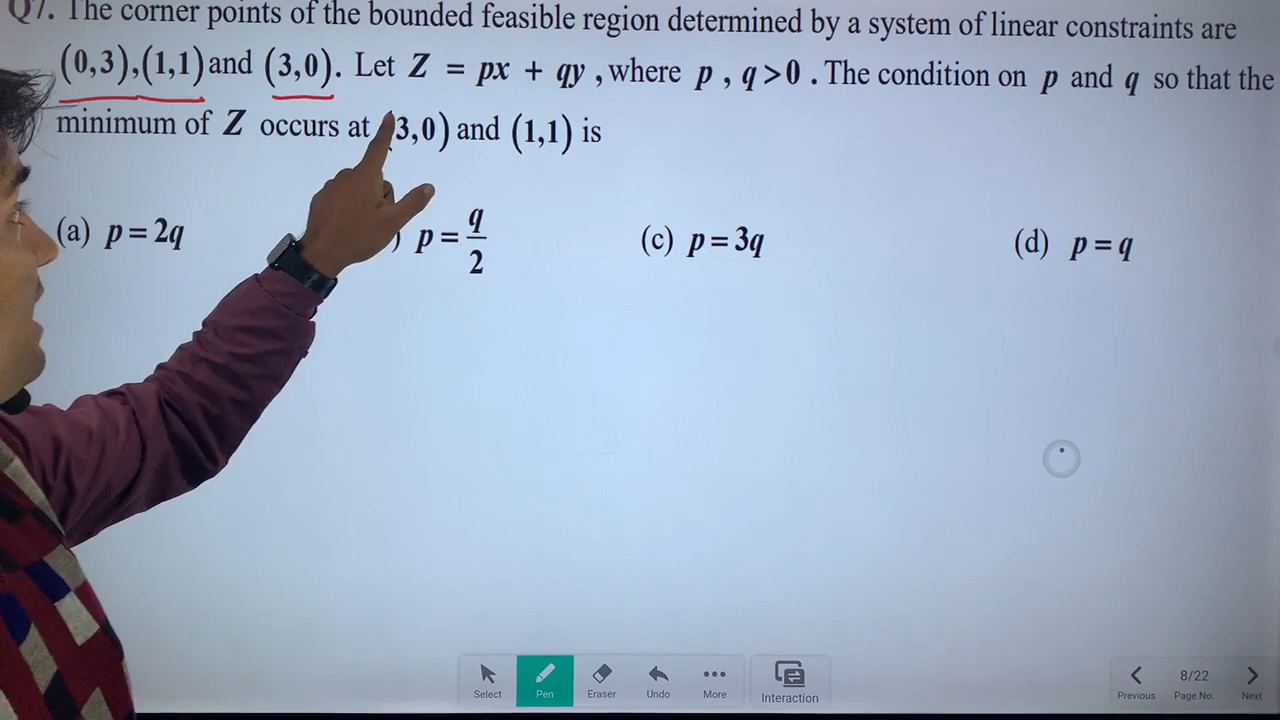 Q7. The corner points of the bounded feasible region determined by a system of linear constraints are
(0,3),(1,1) and (3,0). Let Z = px + qy , where p , q>0 . The condition on p and q so that the
minimum of Z occurs at (3,0) and (1,1) is
(a) p=2q ) p=q/2 (c) p=3q (d) p=q
Select Pen Eraser Undo More Interaction Previous 8/22 Page No. Next